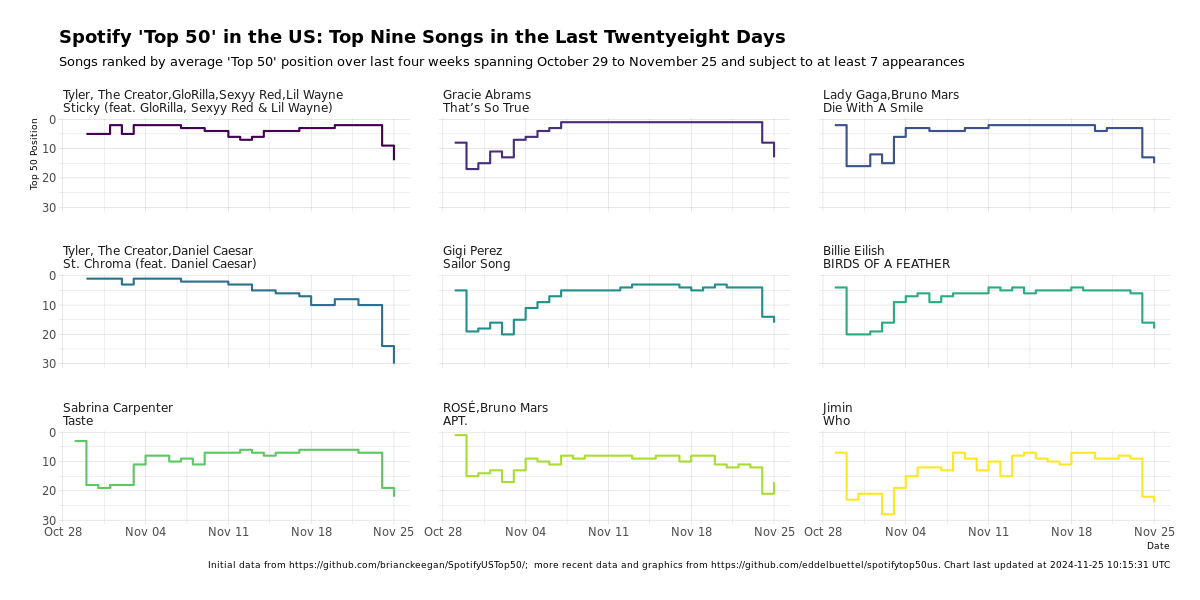 Spotify 'Top 50' in the US: Top Nine Songs in the Last Twentyeight Days
Songs ranked by average 'Top 50' position over last four weeks spanning October 29 to November 25 and subject to at least 7 appearances
Tyler, The Creator,GloRilla,Sexyy Red,Lil Wayne
Sticky (feat. GloRilla, Sexyy Red & Lil Wayne)
Gracie Abrams
That’s So True
Lady Gaga,Bruno Mars
Die With A Smile
Top 50 Position
0
10
20
30
Tyler, The Creator,Daniel Caesar
St. Chroma (feat. Daniel Caesar)
Gigi Perez
Sailor Song
Billie Eilish
BIRDS OF A FEATHER
0
10
20
30
Sabrina Carpenter
Taste
ROSÉ,Bruno Mars
APT.
Jimin
Who
0
10
20
30
Oct 28 Nov 04 Nov 11 Nov 18 Nov 25
Oct 28 Nov 04 Nov 11 Nov 18 Nov 25
Oct 28 Nov 04 Nov 11 Nov 18 Nov 25
Date
Initial data from https://github.com/brianckeegan/SpotifyUSTop50/;  more recent data and graphics from https://github.com/eddelbuettel/spotifytop50us. Chart last updated at 2024-11-25 10:15:31 UTC